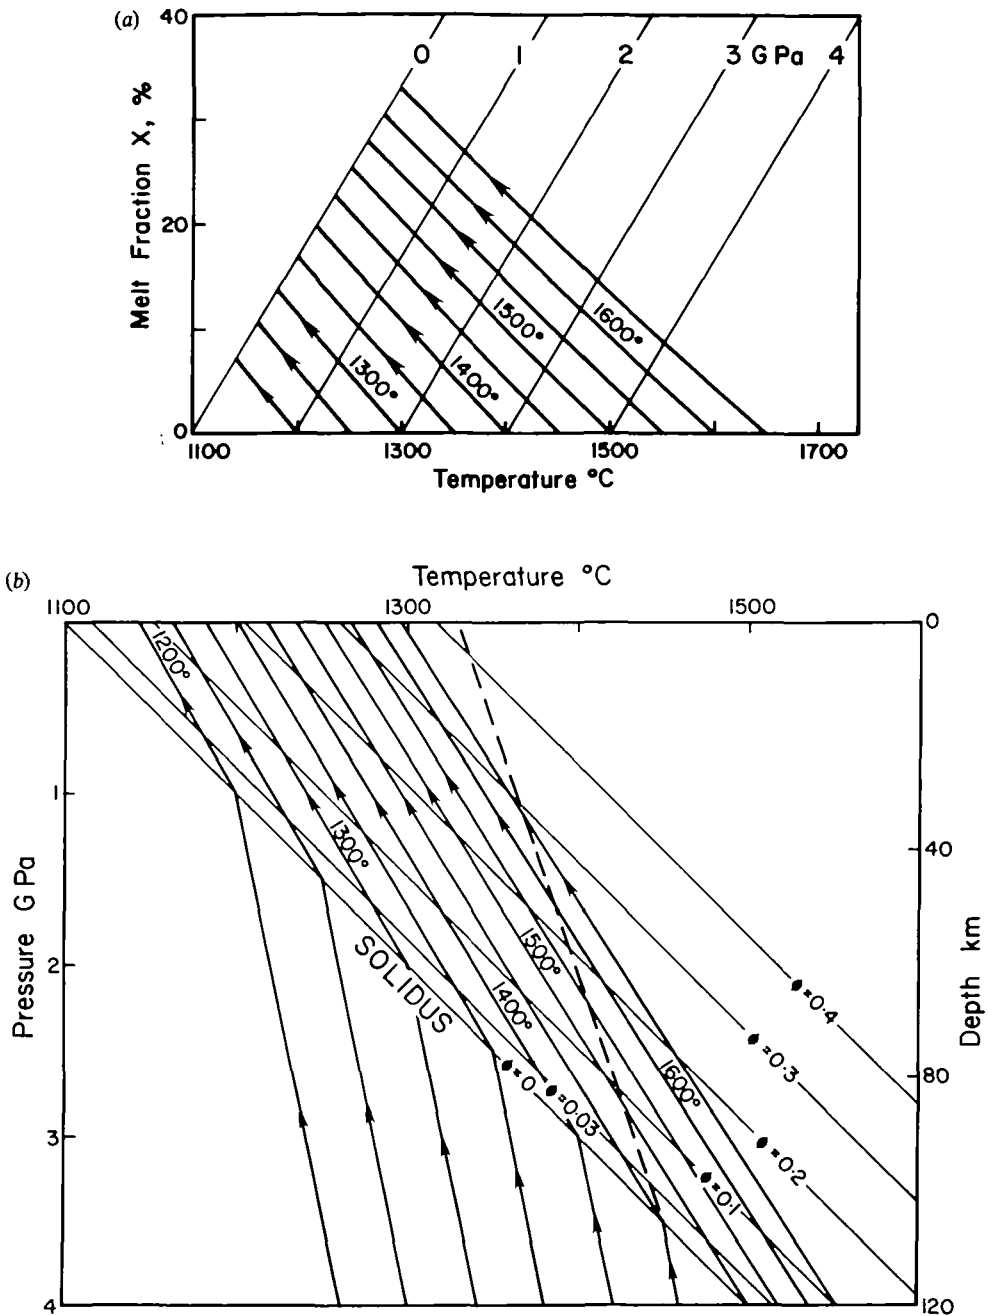 (a)
40
20
0
Melt Fraction X, %
0
1
2
3 GPa
4
1300°
1400°
1500°
1600°
1100
1300
1500
1700
Temperature °C
(b)
Temperature °C
1100
1300
1500
0
40
80
120
Depth km
1
2
3
4
Pressure GPa
1200°
1300°
1400°
1500°
1600°
SOLIDUS
ϕ=0
ϕ=0.03
ϕ=0.1
ϕ=0.2
ϕ=0.3
ϕ=0.4